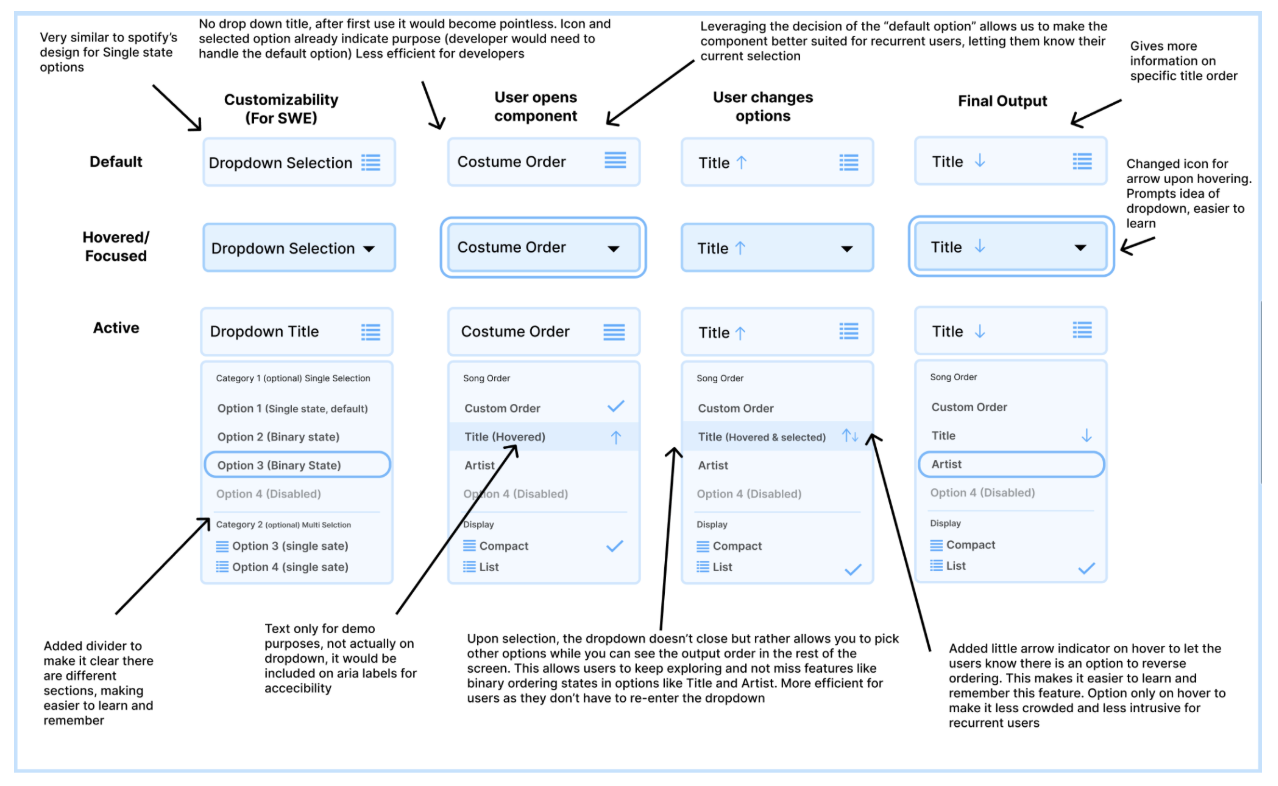 Very similar to spotify's
design for Single state
options
No drop down title, after first use it would become pointless. Icon and
selected option already indicate purpose (developer would need to
handle the default option) Less efficient for developers
Leveraging the decision of the “default option” allows us to make the
component better suited for recurrent users, letting them know their
current selection
Gives more
information on
specific title order
Customizability
(For SWE)
User opens
component
User changes
options
Final Output
Default
Dropdown Selection
Costume Order
Title ↑
Title ↓
Changed icon for
arrow upon hovering.
Prompts idea of
dropdown, easier to
learn
Hovered/
Focused
Dropdown Selection
Costume Order
Title ↑
Title ↓
Active
Dropdown Title
Costume Order
Title ↑
Title ↓
Category 1 (optional) Single Selection
Option 1 (Single state, default)
Option 2 (Binary state)
Option 3 (Binary State)
Option 4 (Disabled)
Category 2 (optional) Multi Selction
Option 3 (single sate)
Option 4 (single sate)
Song Order
Custom Order
Title (Hovered) ↑
Artist
Option 4 (Disabled)
Display
Compact
List
Song Order
Custom Order
Title (Hovered & selected) ↑↓
Artist
Option 4 (Disabled)
Display
Compact
List
Song Order
Custom Order
Title ↓
Artist
Option 4 (Disabled)
Display
Compact
List
Added divider to
make it clear there
are different
sections, making
easier to learn and
remember
Text only for demo
purposes, not actually on
dropdown, it would be
included on aria labels for
accecibility
Upon selection, the dropdown doesn't close but rather allows you to pick
other options while you can see the output order in the rest of the
screen. This allows users to keep exploring and not miss features like
binary ordering states in options like Title and Artist. More efficient for
users as they don't have to re-enter the dropdown
Added little arrow indicator on hover to let the
users know there is an option to reverse
ordering. This makes it easier to learn and
remember this feature. Option only on hover to
make it less crowded and less intrusive for
recurrent users